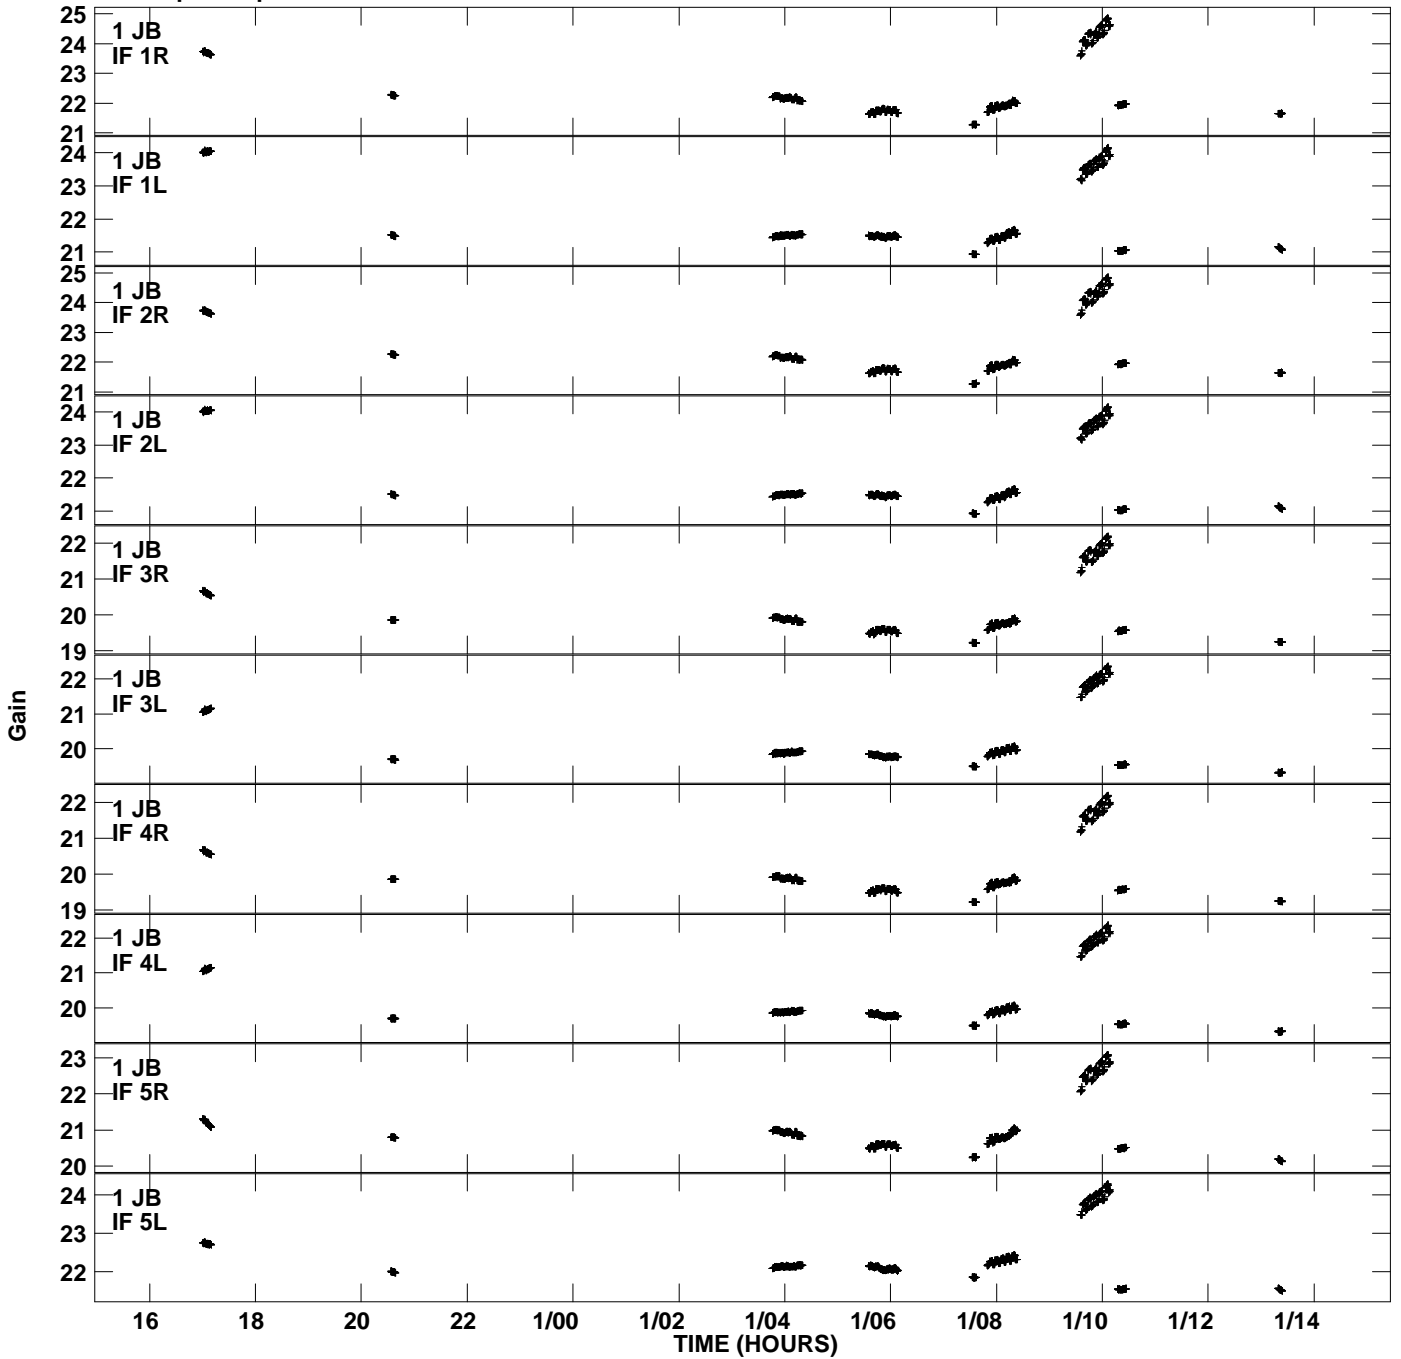 Gain
25
24
23
22
21
1 JB
IF 1R
24
23
22
21
1 JB
IF 1L
25
24
23
22
21
1 JB
IF 2R
24
23
22
21
1 JB
IF 2L
22
21
20
19
1 JB
IF 3R
22
21
20
1 JB
IF 3L
22
21
20
19
1 JB
IF 4R
22
21
20
1 JB
IF 4L
23
22
21
20
1 JB
IF 5R
24
23
22
1 JB
IF 5L
16 18 20 22 1/00 1/02 1/04 1/06 1/08 1/10 1/12 1/14
TIME (HOURS)